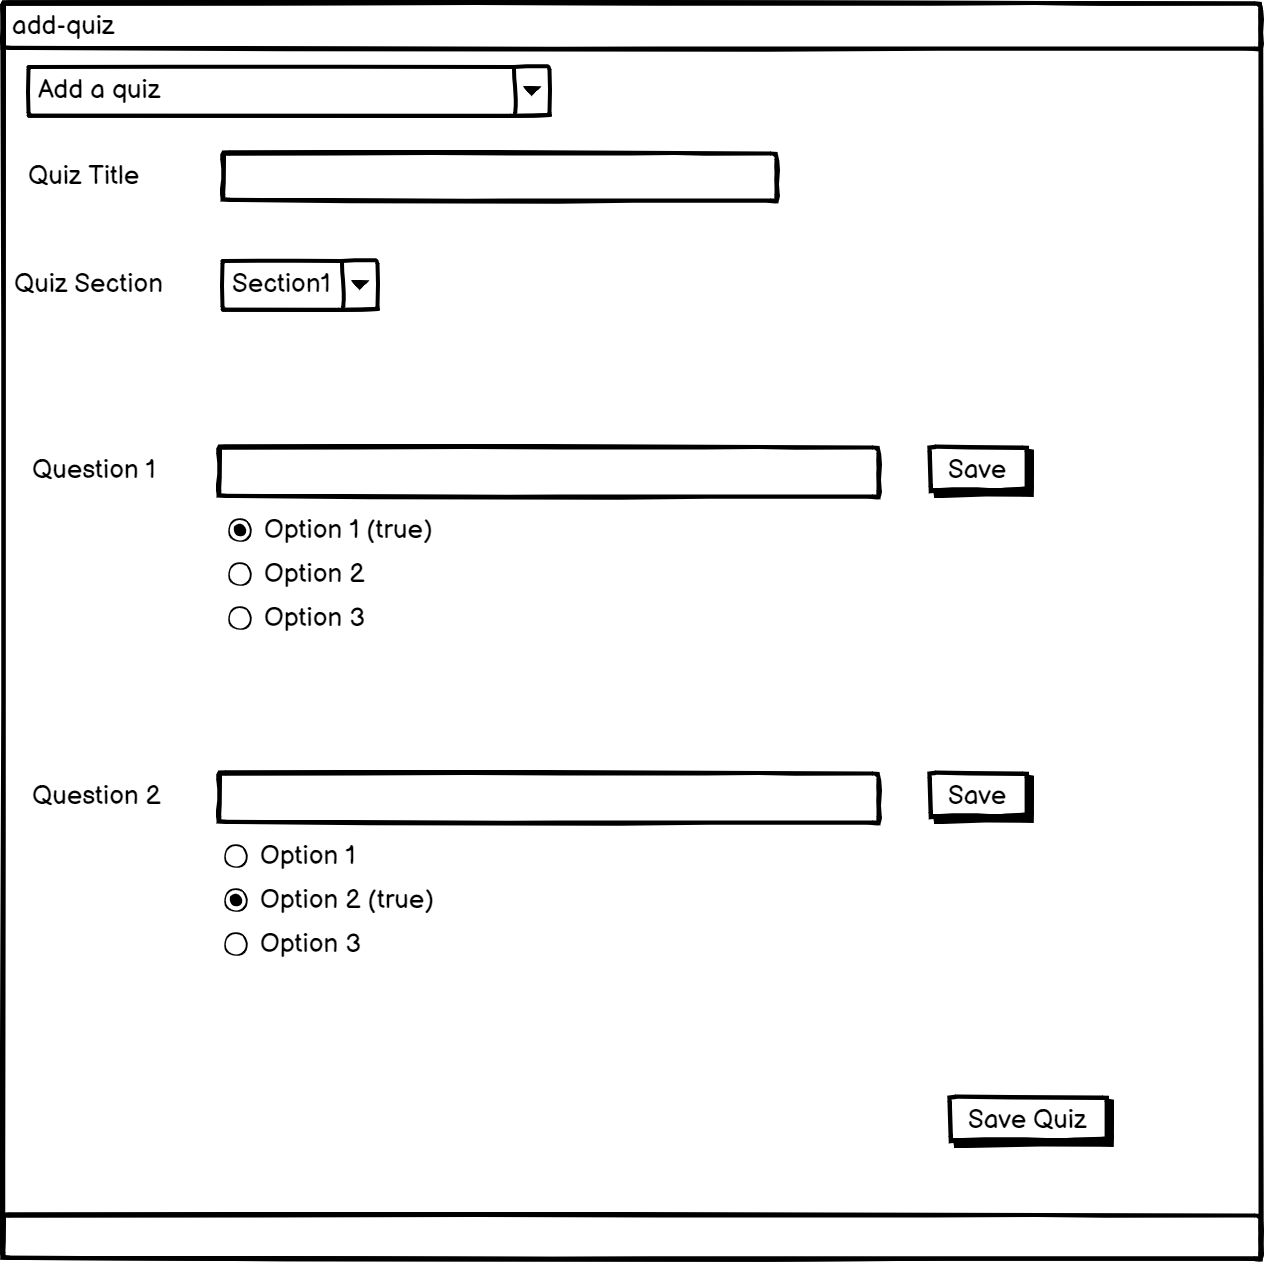 add-quiz
Add a quiz
Quiz Title
Quiz Section
Section1
Question 1
Save
Option 1 (true)
Option 2
Option 3
Question 2
Save
Option 1
Option 2 (true)
Option 3
Save Quiz